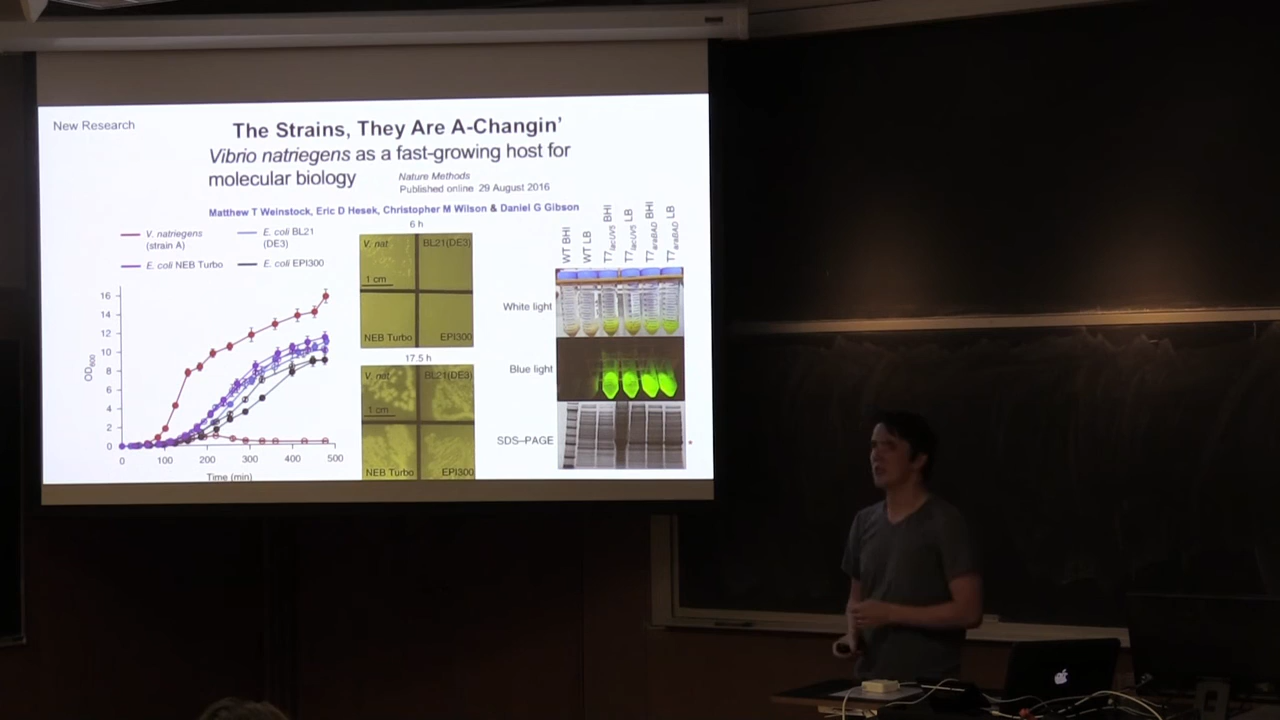 New Research
The Strains, They Are A-Changin'
Vibrio natriegens as a fast-growing host for
molecular biology
Nature Methods
Published online 29 August 2016
Matthew T Weinstock, Eric D Hesek, Christopher M Wilson & Daniel G Gibson
V. natriegens
(strain A)
E. coli BL21
(DE3)
E. coli NEB Turbo
E. coli EPI300
16
14
12
10
8
6
4
2
0
OD600
0 100 200 300 400 500
Time (min)
6 h
V. nat
BL21(DE3)
1 cm
NEB Turbo
EPI300
17.5 h
V. nat
BL21(DE3)
1 cm
NEB Turbo
EPI300
WT BHI
WT LB
T7lacUV5 BHI
T7lacUV5 LB
T7araBAD BHI
T7araBAD LB
White light
Blue light
SDS–PAGE